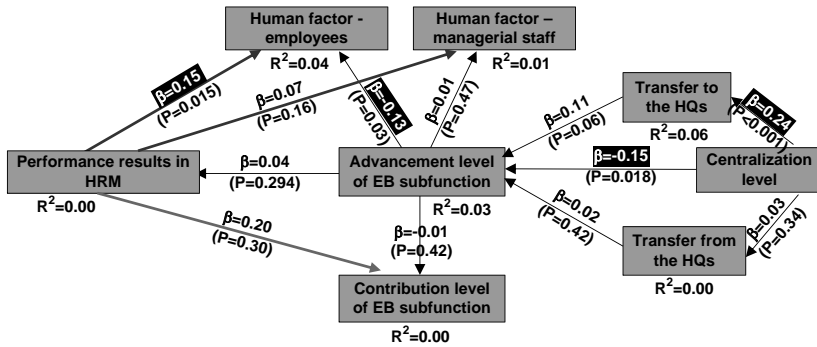 Human factor -
employees
R²=0.04
Human factor –
managerial staff
R²=0.01
β=0.15
(P=0.015)
β=0.07
(P=0.16)
β=-0.13
(P=0.03)
β=0.01
(P=0.47)
Transfer to
the HQs
R²=0.06
β=0.24
(P<0.001)
β=0.11
(P=0.06)
Performance results in
HRM
R²=0.00
β=0.04
(P=0.294)
Advancement level
of EB subfunction
R²=0.03
β=-0.15
(P=0.018)
Centralization
level
β=0.20
(P=0.30)
β=-0.01
(P=0.42)
β=0.02
(P=0.42)
β=0.03
(P=0.34)
Transfer from
the HQs
R²=0.00
Contribution level
of EB subfunction
R²=0.00